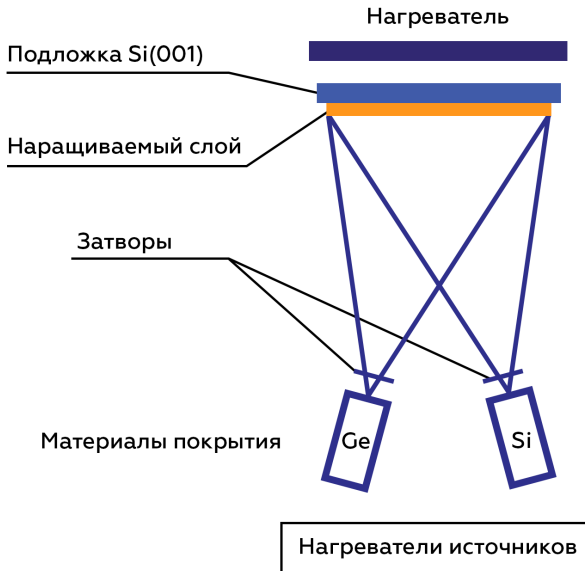 Нагреватель
Подложка Si(001)
Наращиваемый слой
Затворы
Материалы покрытия
Ge
Si
Нагреватели источников